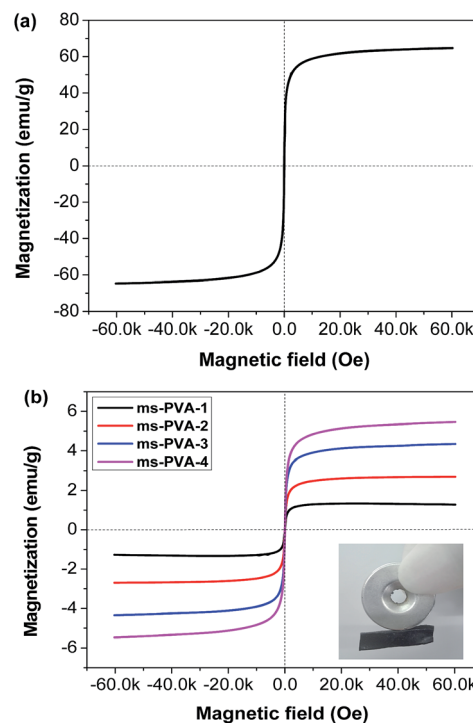 (a)
Magnetization (emu/g)
80
60
40
20
0
-20
-40
-60
-80
-60.0k -40.0k -20.0k 0.0 20.0k 40.0k 60.0k
Magnetic field (Oe)
(b)
Magnetization (emu/g)
6
4
2
0
-2
-4
-6
ms-PVA-1
ms-PVA-2
ms-PVA-3
ms-PVA-4
-60.0k -40.0k -20.0k 0.0 20.0k 40.0k 60.0k
Magnetic field (Oe)